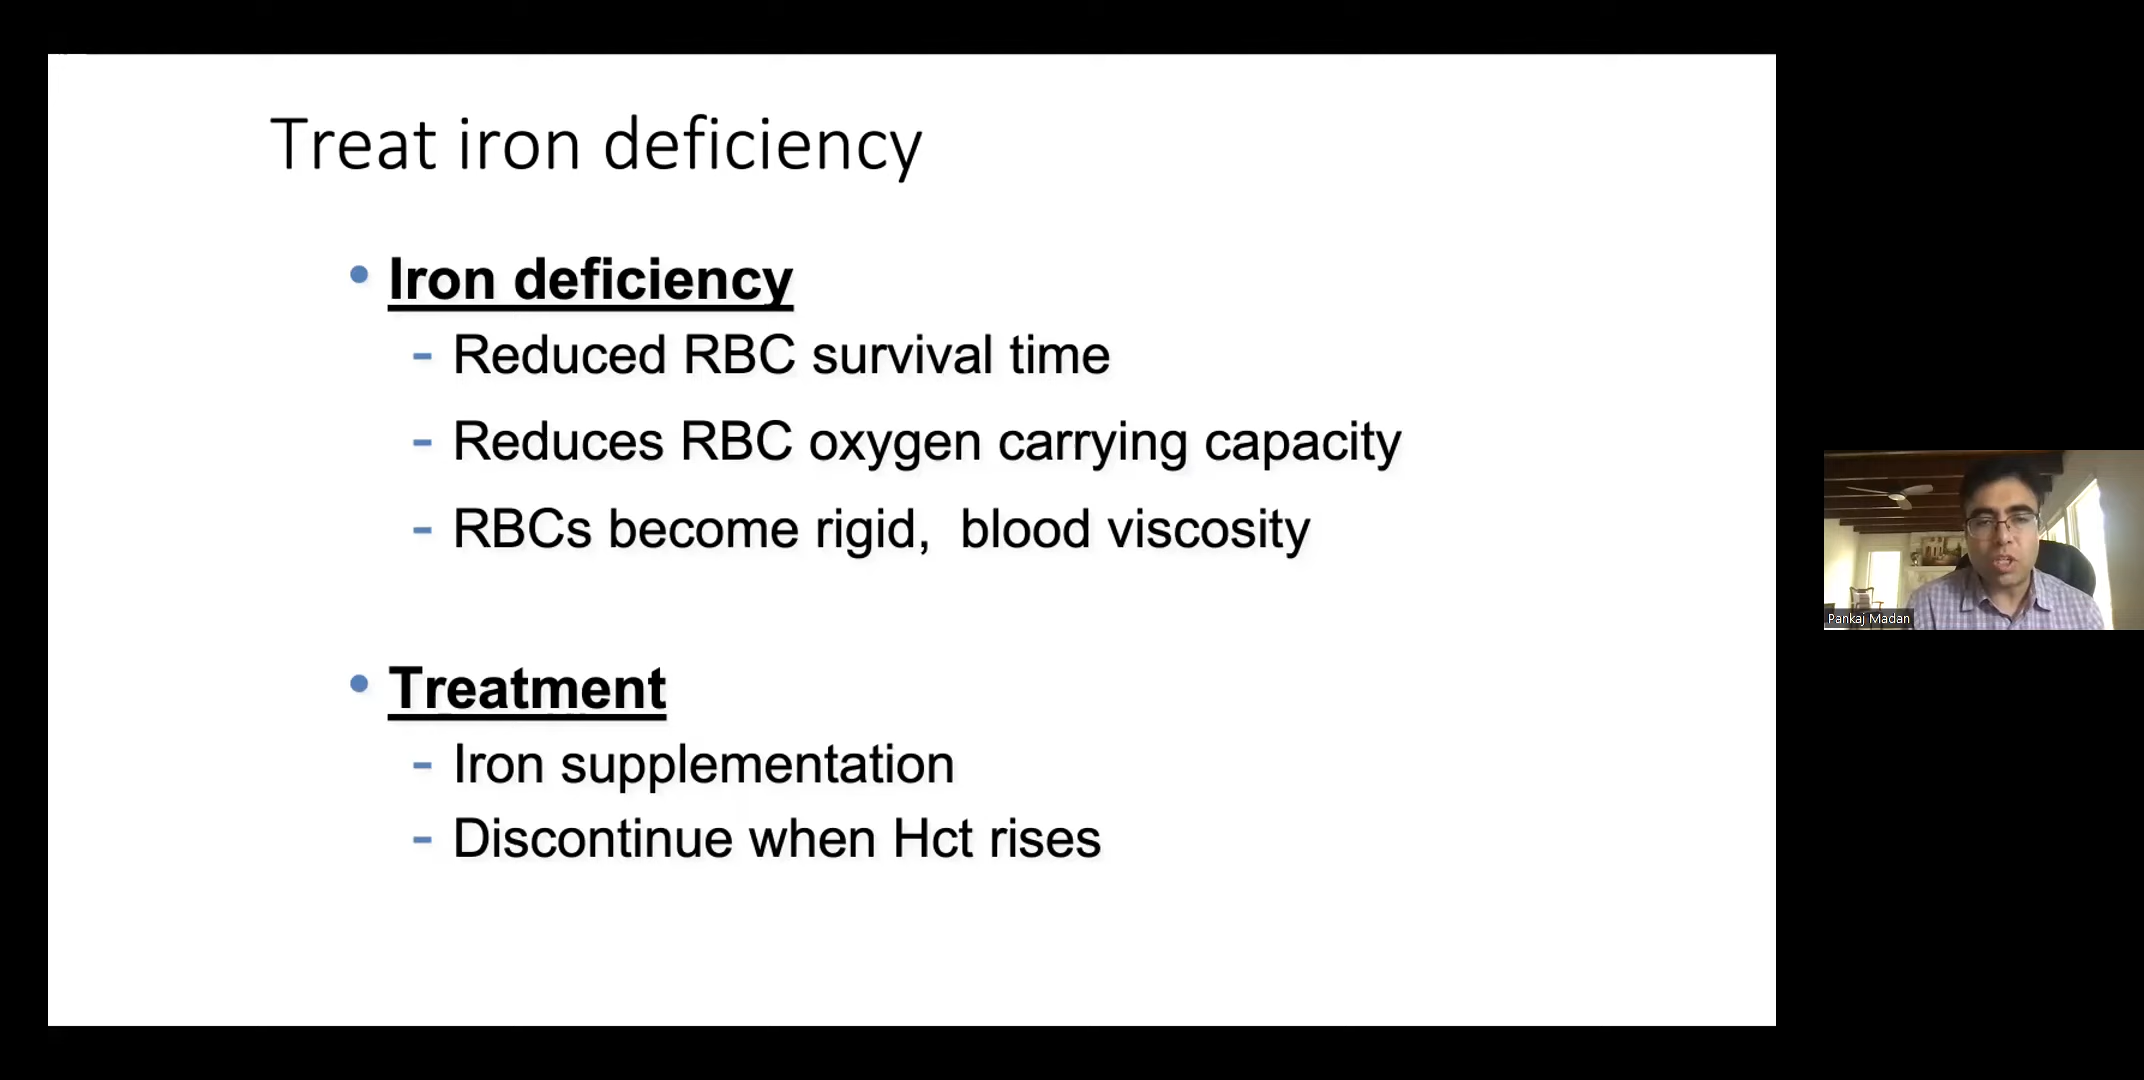 Treat iron deficiency
• Iron deficiency
- Reduced RBC survival time
- Reduces RBC oxygen carrying capacity
- RBCs become rigid,  blood viscosity
• Treatment
- Iron supplementation
- Discontinue when Hct rises
Pankaj Madan